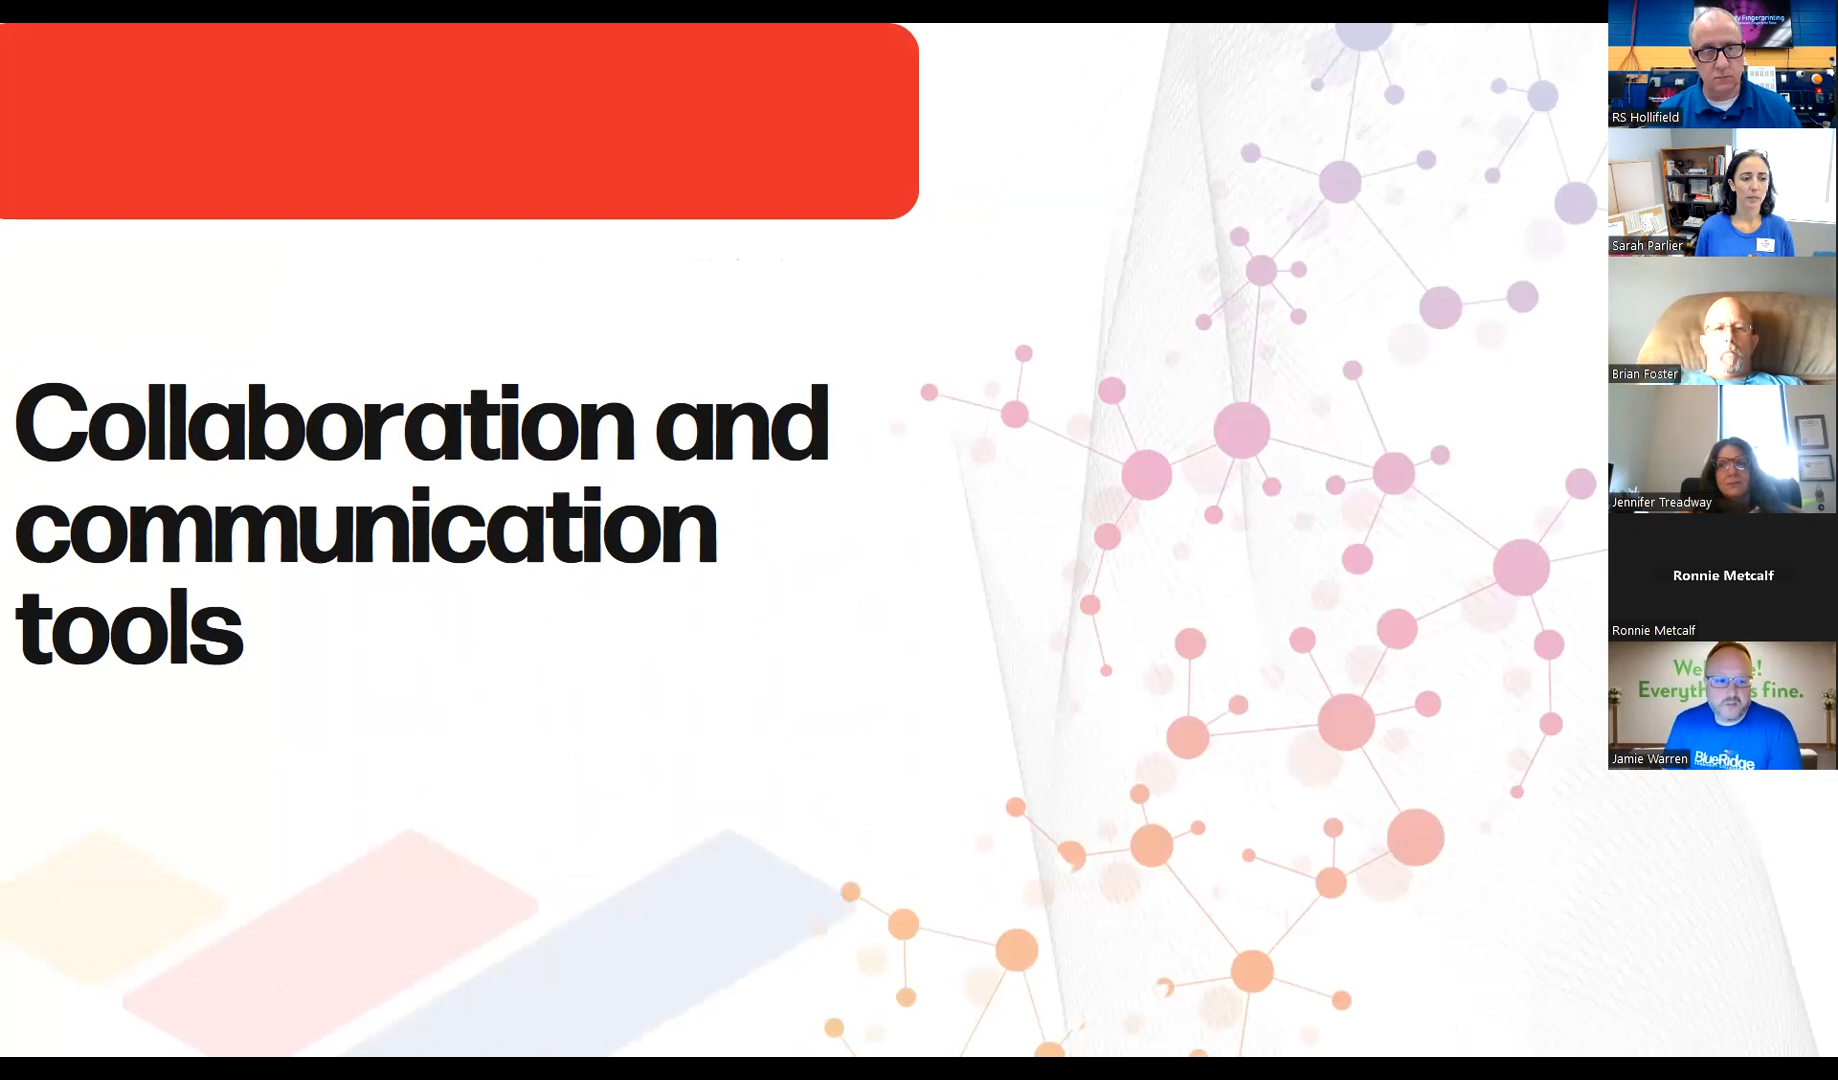 Collaboration and
communication
tools
RS Hollifield
Sarah Parlier
Brian Foster
Jennifer Treadway
Ronnie Metcalf
Ronnie Metcalf
Everyth s fine.
BlueRidge
Jamie Warren